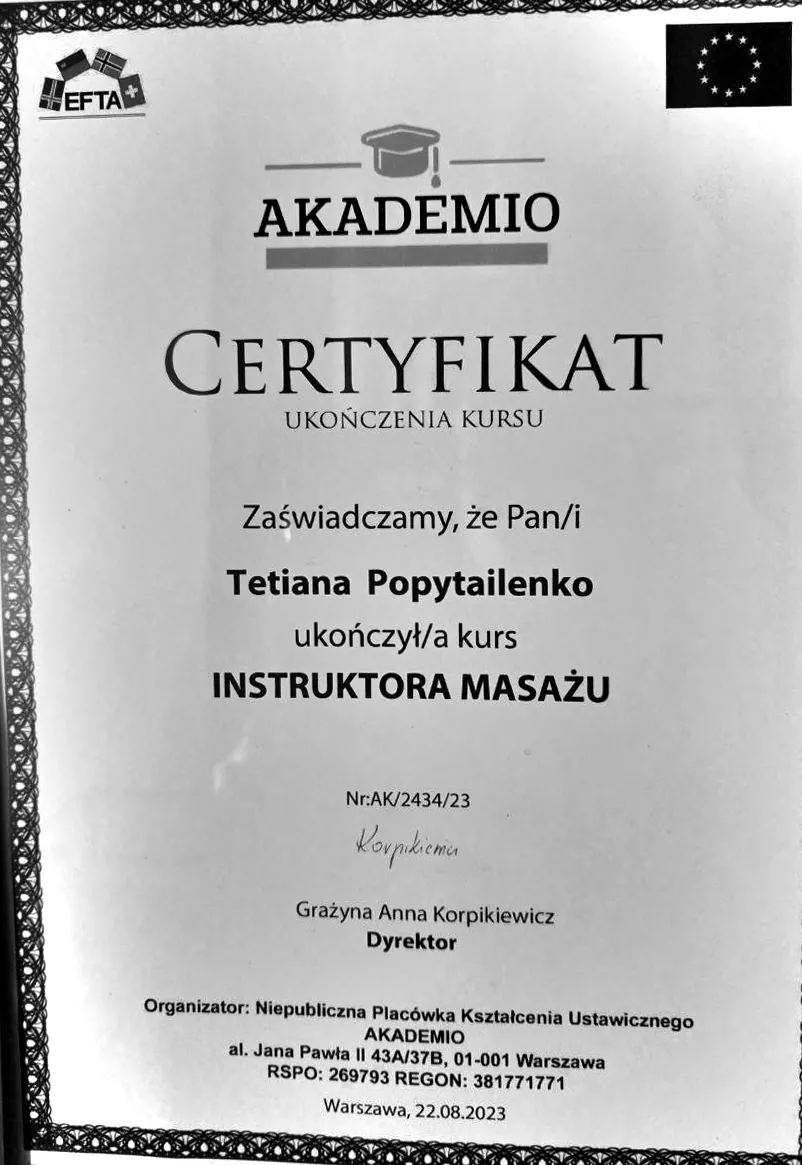 EFTA
AKADEMIO
CERTYFIKAT
UKOŃCZENIA KURSU
Zaświadczamy, że Pan/i
Tetiana Popytailenko
ukończył/a kurs
INSTRUKTORA MASAŻU
Nr:AK/2434/23
Grażyna Anna Korpikiewicz
Dyrektor
Organizator: Niepubliczna Placówka Kształcenia Ustawicznego
AKADEMIO
al. Jana Pawła II 43A/37B, 01-001 Warszawa
RSPO: 269793 REGON: 381771771
Warszawa, 22.08.2023